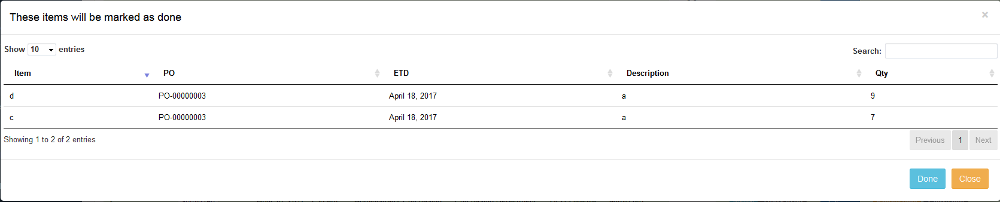 These items will be marked as done ×
Show 10 entries Search:
Item PO ETD Description Qty
d PO-00000003 April 18, 2017 a 9
c PO-00000003 April 18, 2017 a 7
Showing 1 to 2 of 2 entries Previous 1 Next
Done Close